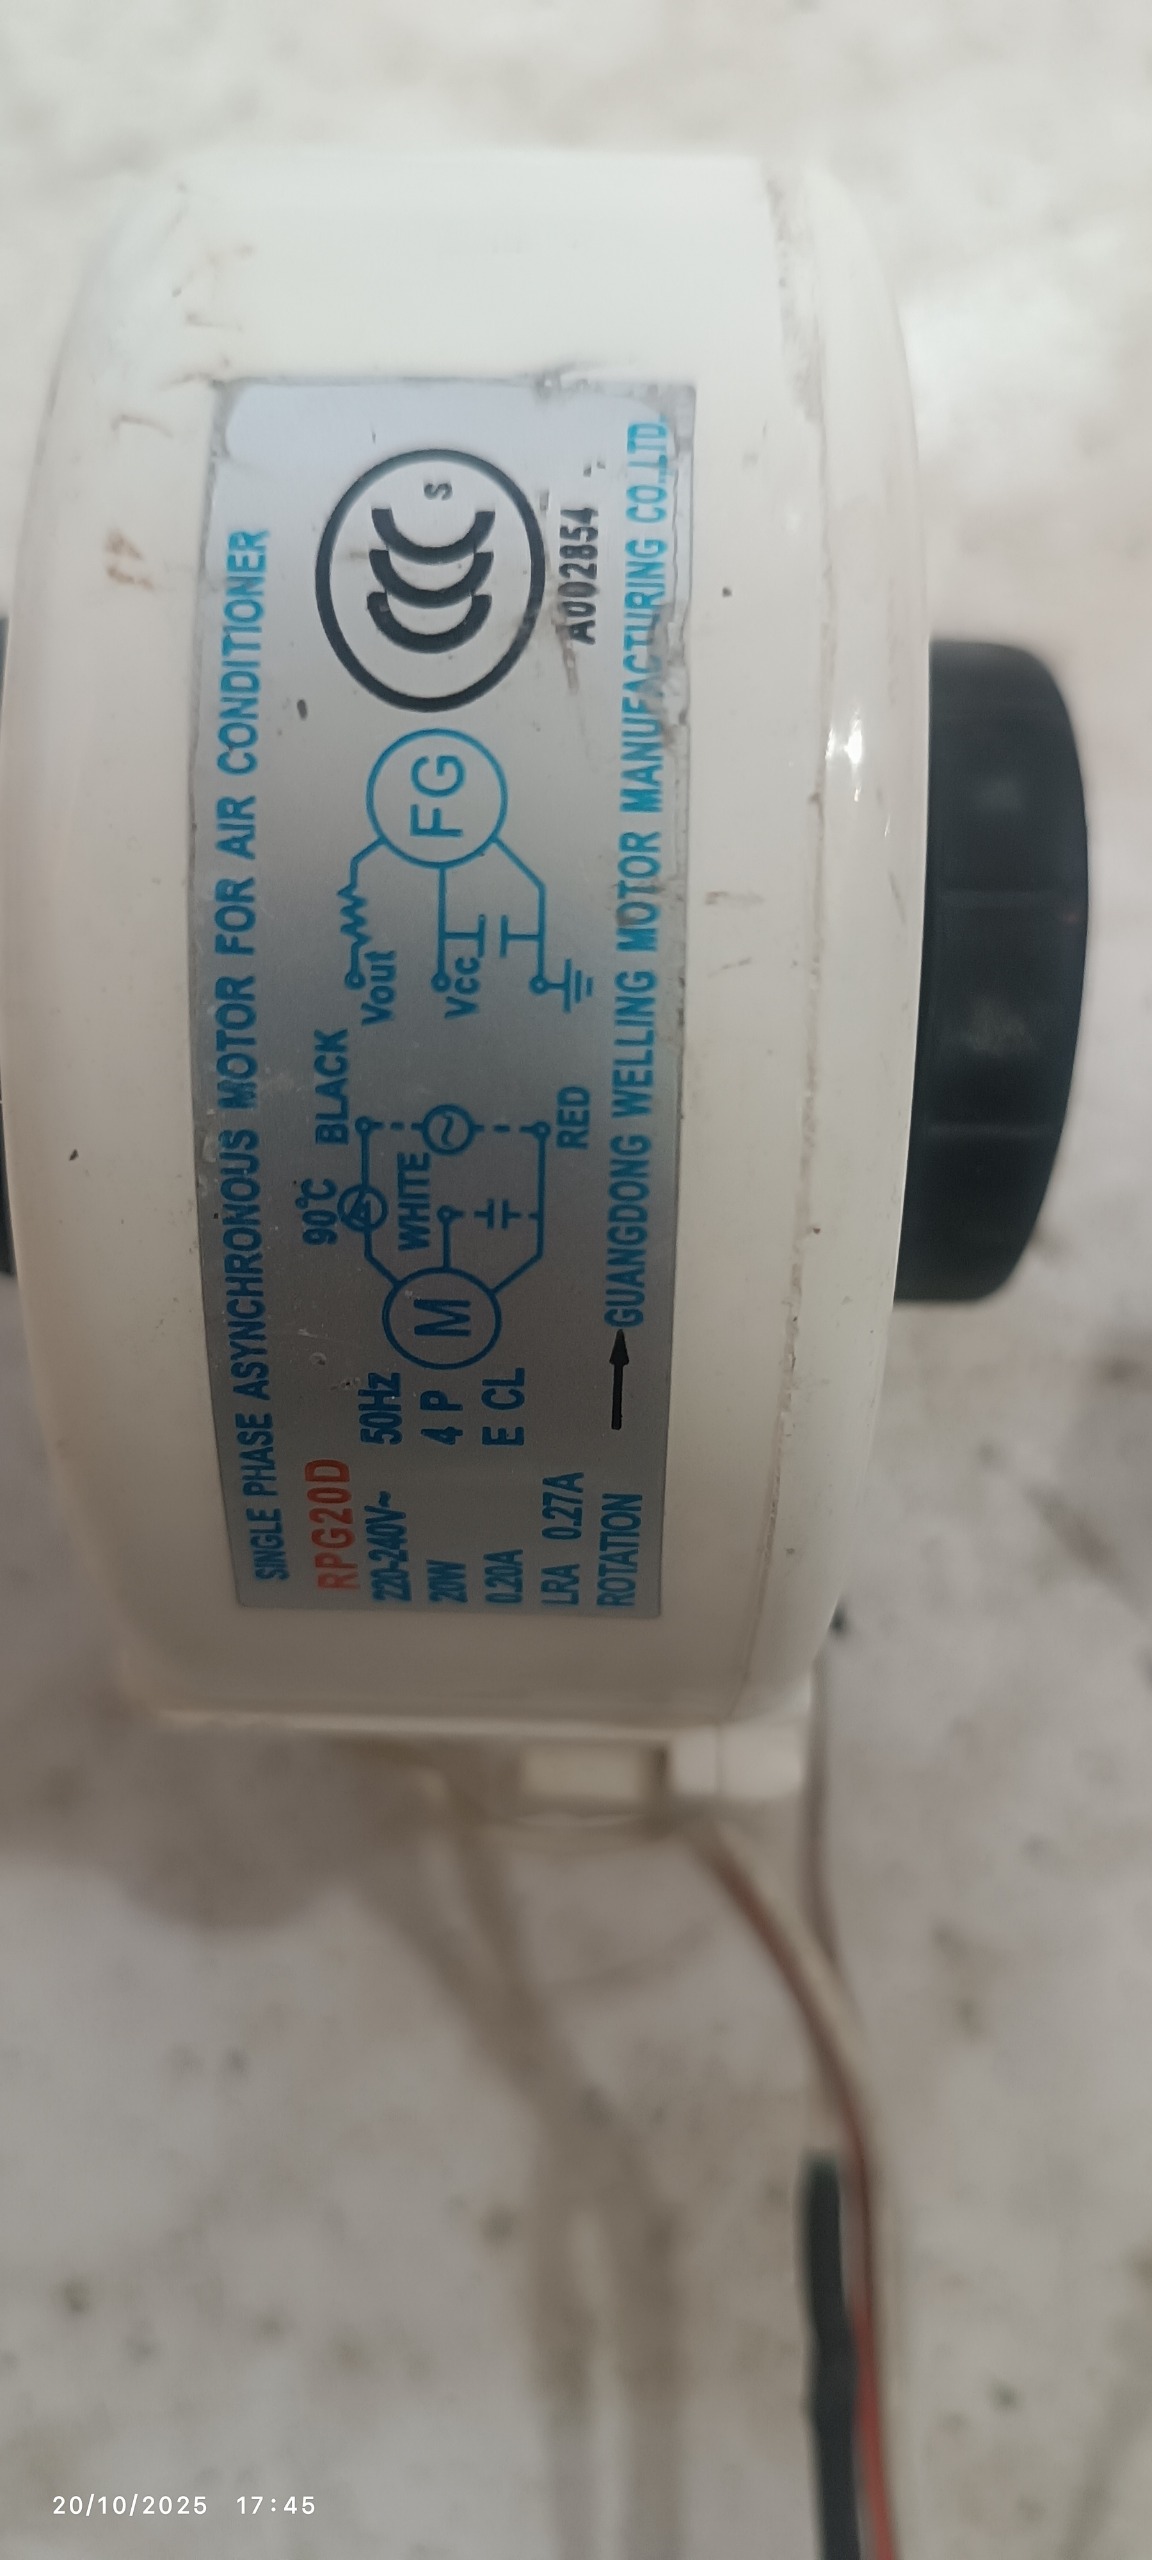 SINGLE PHASE ASYNCHRONOUS MOTOR FOR AIR CONDITIONER
RPG20D
220-240V~ 50Hz
20W 4 P
0.20A E CL
LRA 0.27A
ROTATION
90℃ BLACK
WHITE
M
RED
Vout
Vcc
FG
CCC S
A002854
GUANGDONG WELLING MOTOR MANUFACTURING CO.,LTD.
20/10/2025 17:45